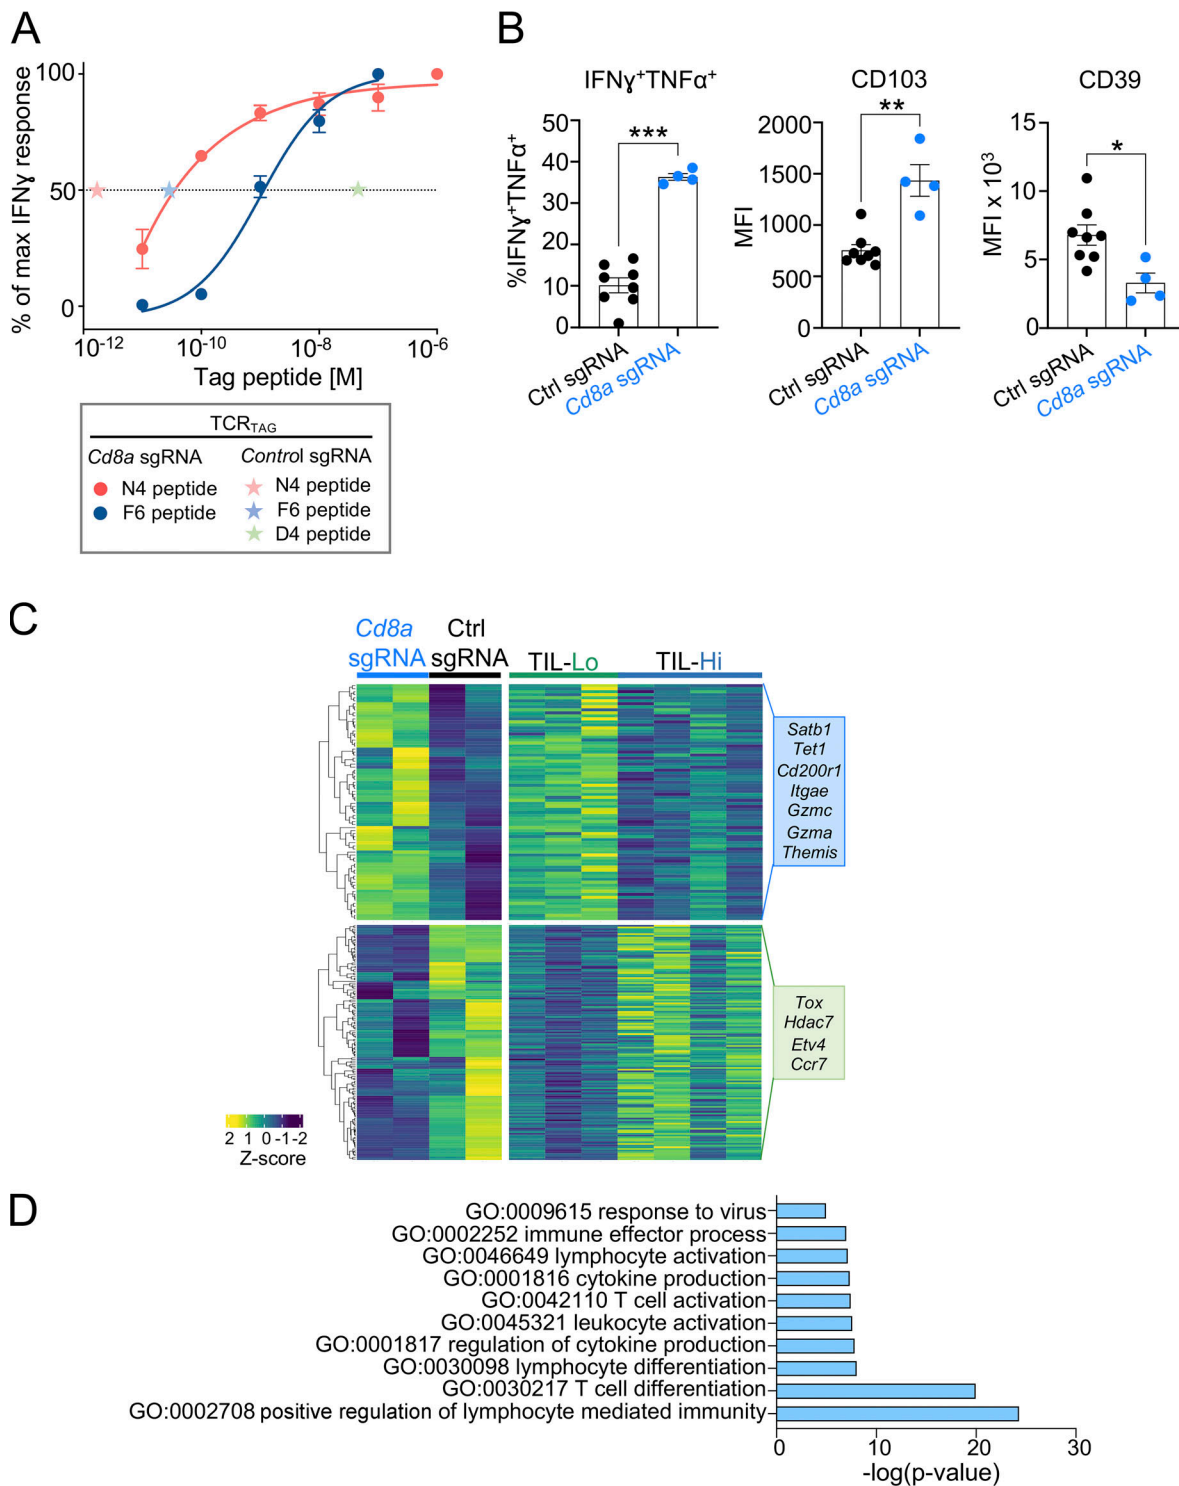 A
% of max IFNγ response
100
50
0
10-12
10-10
10-8
10-6
Tag peptide [M]
TCRTAG
Cd8a sgRNA
Control sgRNA
N4 peptide
F6 peptide
N4 peptide
F6 peptide
D4 peptide
B
IFNɣ+TNFα+
%IFNɣ+TNFα+
50
40
30
20
10
0
***
Ctrl sgRNA
Cd8a sgRNA
CD103
MFI
2000
1500
1000
500
0
**
Ctrl sgRNA
Cd8a sgRNA
CD39
MFI x 103
15
10
5
0
*
Ctrl sgRNA
Cd8a sgRNA
C
Cd8a
sgRNA
Ctrl
sgRNA
TIL-Lo
TIL-Hi
Satb1
Tet1
Cd200r1
Itgae
Gzmc
Gzma
Themis
Tox
Hdac7
Etv4
Ccr7
2 1 0 -1 -2
Z-score
D
GO:0009615 response to virus
GO:0002252 immune effector process
GO:0046649 lymphocyte activation
GO:0001816 cytokine production
GO:0042110 T cell activation
GO:0045321 leukocyte activation
GO:0001817 regulation of cytokine production
GO:0030098 lymphocyte differentiation
GO:0030217 T cell differentiation
GO:0002708 positive regulation of lymphocyte mediated immunity
0 10 20 30
-log(p-value)